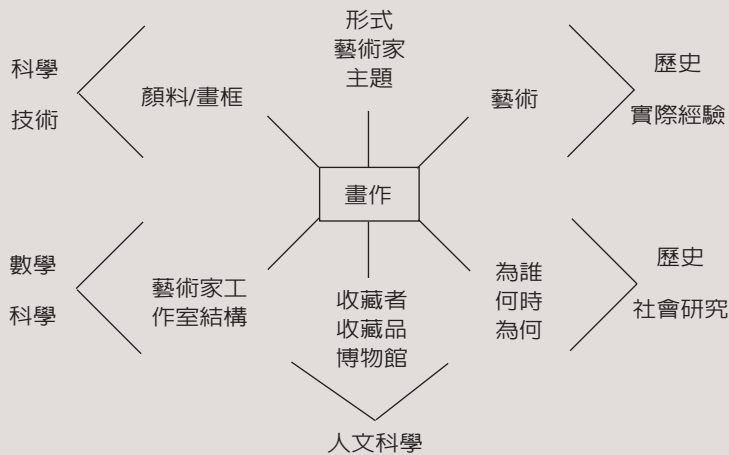 形式
藝術家
主題
科學
技術
顏料/畫框
藝術
歷史
實際經驗
畫作
數學
科學
藝術家工
作室結構
收藏者
收藏品
博物館
為誰
何時
為何
歷史
社會研究
人文科學